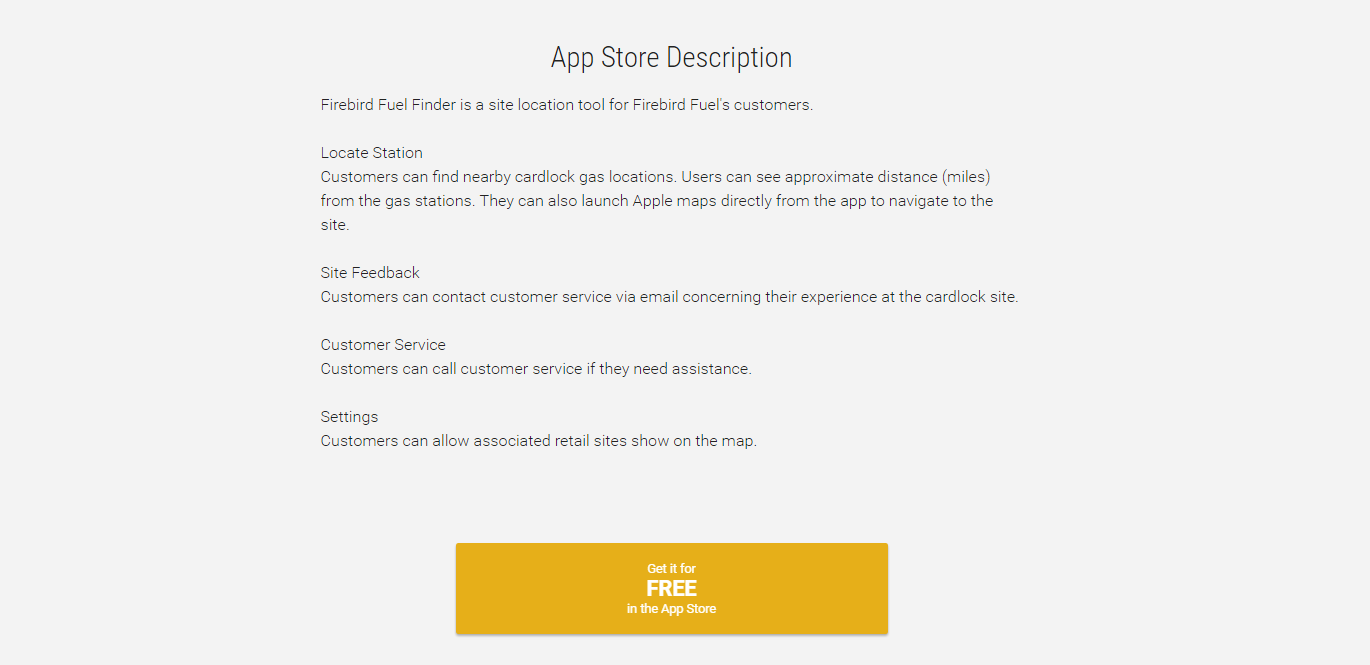 App Store Description
Firebird Fuel Finder is a site location tool for Firebird Fuel's customers.
Locate Station
Customers can find nearby cardlock gas locations. Users can see approximate distance (miles)
from the gas stations. They can also launch Apple maps directly from the app to navigate to the
site.
Site Feedback
Customers can contact customer service via email concerning their experience at the cardlock site.
Customer Service
Customers can call customer service if they need assistance.
Settings
Customers can allow associated retail sites show on the map.
Get it for
FREE
in the App Store